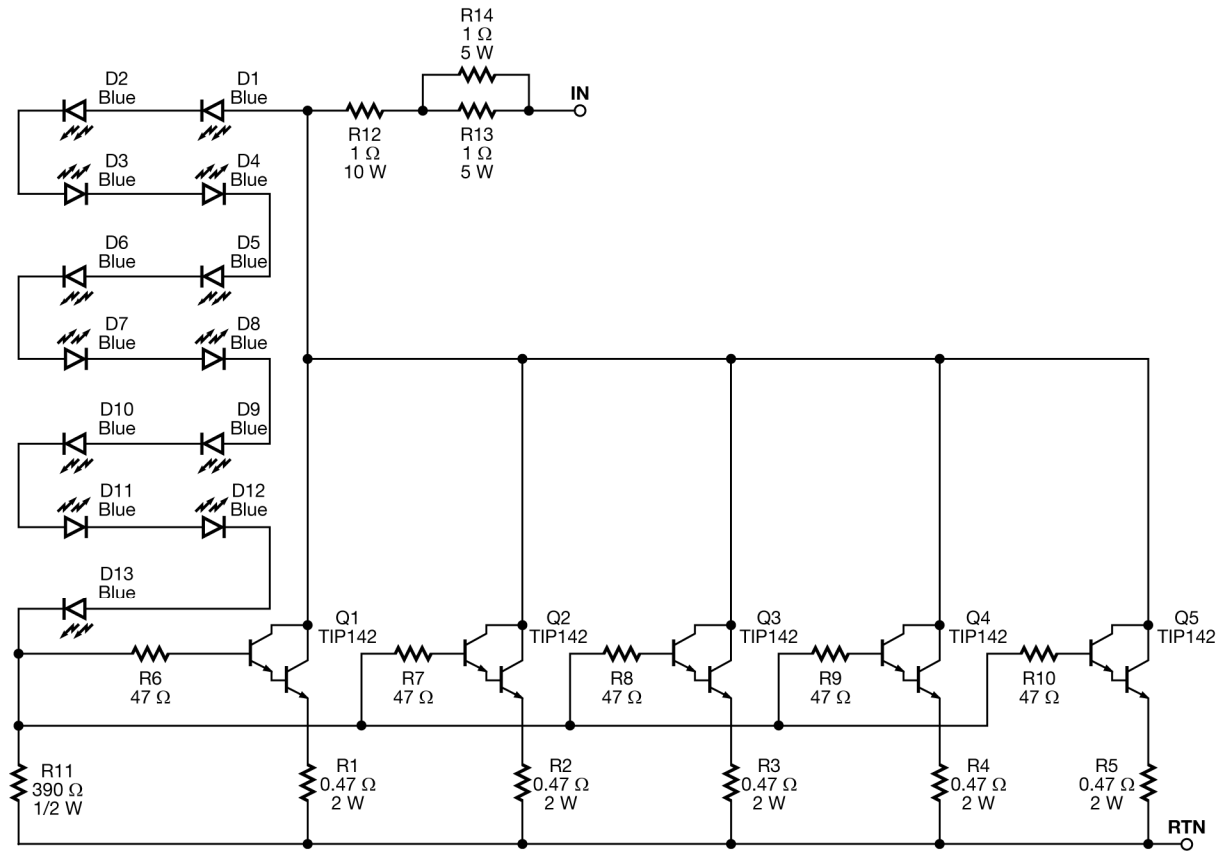 R14
1 Ω
5 W
IN
R12
1 Ω
10 W
R13
1 Ω
5 W
D2
Blue
D1
Blue
D3
Blue
D4
Blue
D6
Blue
D5
Blue
D7
Blue
D8
Blue
D10
Blue
D9
Blue
D11
Blue
D12
Blue
D13
Blue
Q1
TIP142
Q2
TIP142
Q3
TIP142
Q4
TIP142
Q5
TIP142
R6
47 Ω
R7
47 Ω
R8
47 Ω
R9
47 Ω
R10
47 Ω
R11
390 Ω
1/2 W
R1
0.47 Ω
2 W
R2
0.47 Ω
2 W
R3
0.47 Ω
2 W
R4
0.47 Ω
2 W
R5
0.47 Ω
2 W
RTN